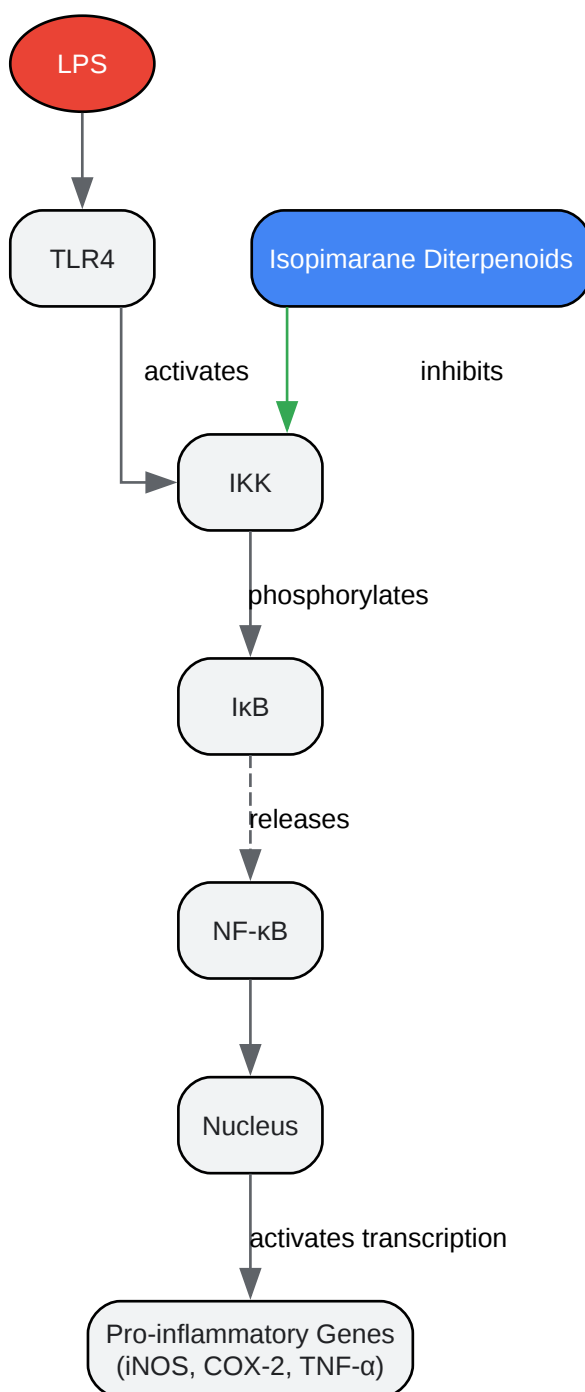 LPS
TLR4
Isopimarane Diterpenoids
activates
inhibits
IKK
phosphorylates
IκB
releases
NF-κB
Nucleus
activates transcription
Pro-inflammatory Genes
(iNOS, COX-2, TNF-α)